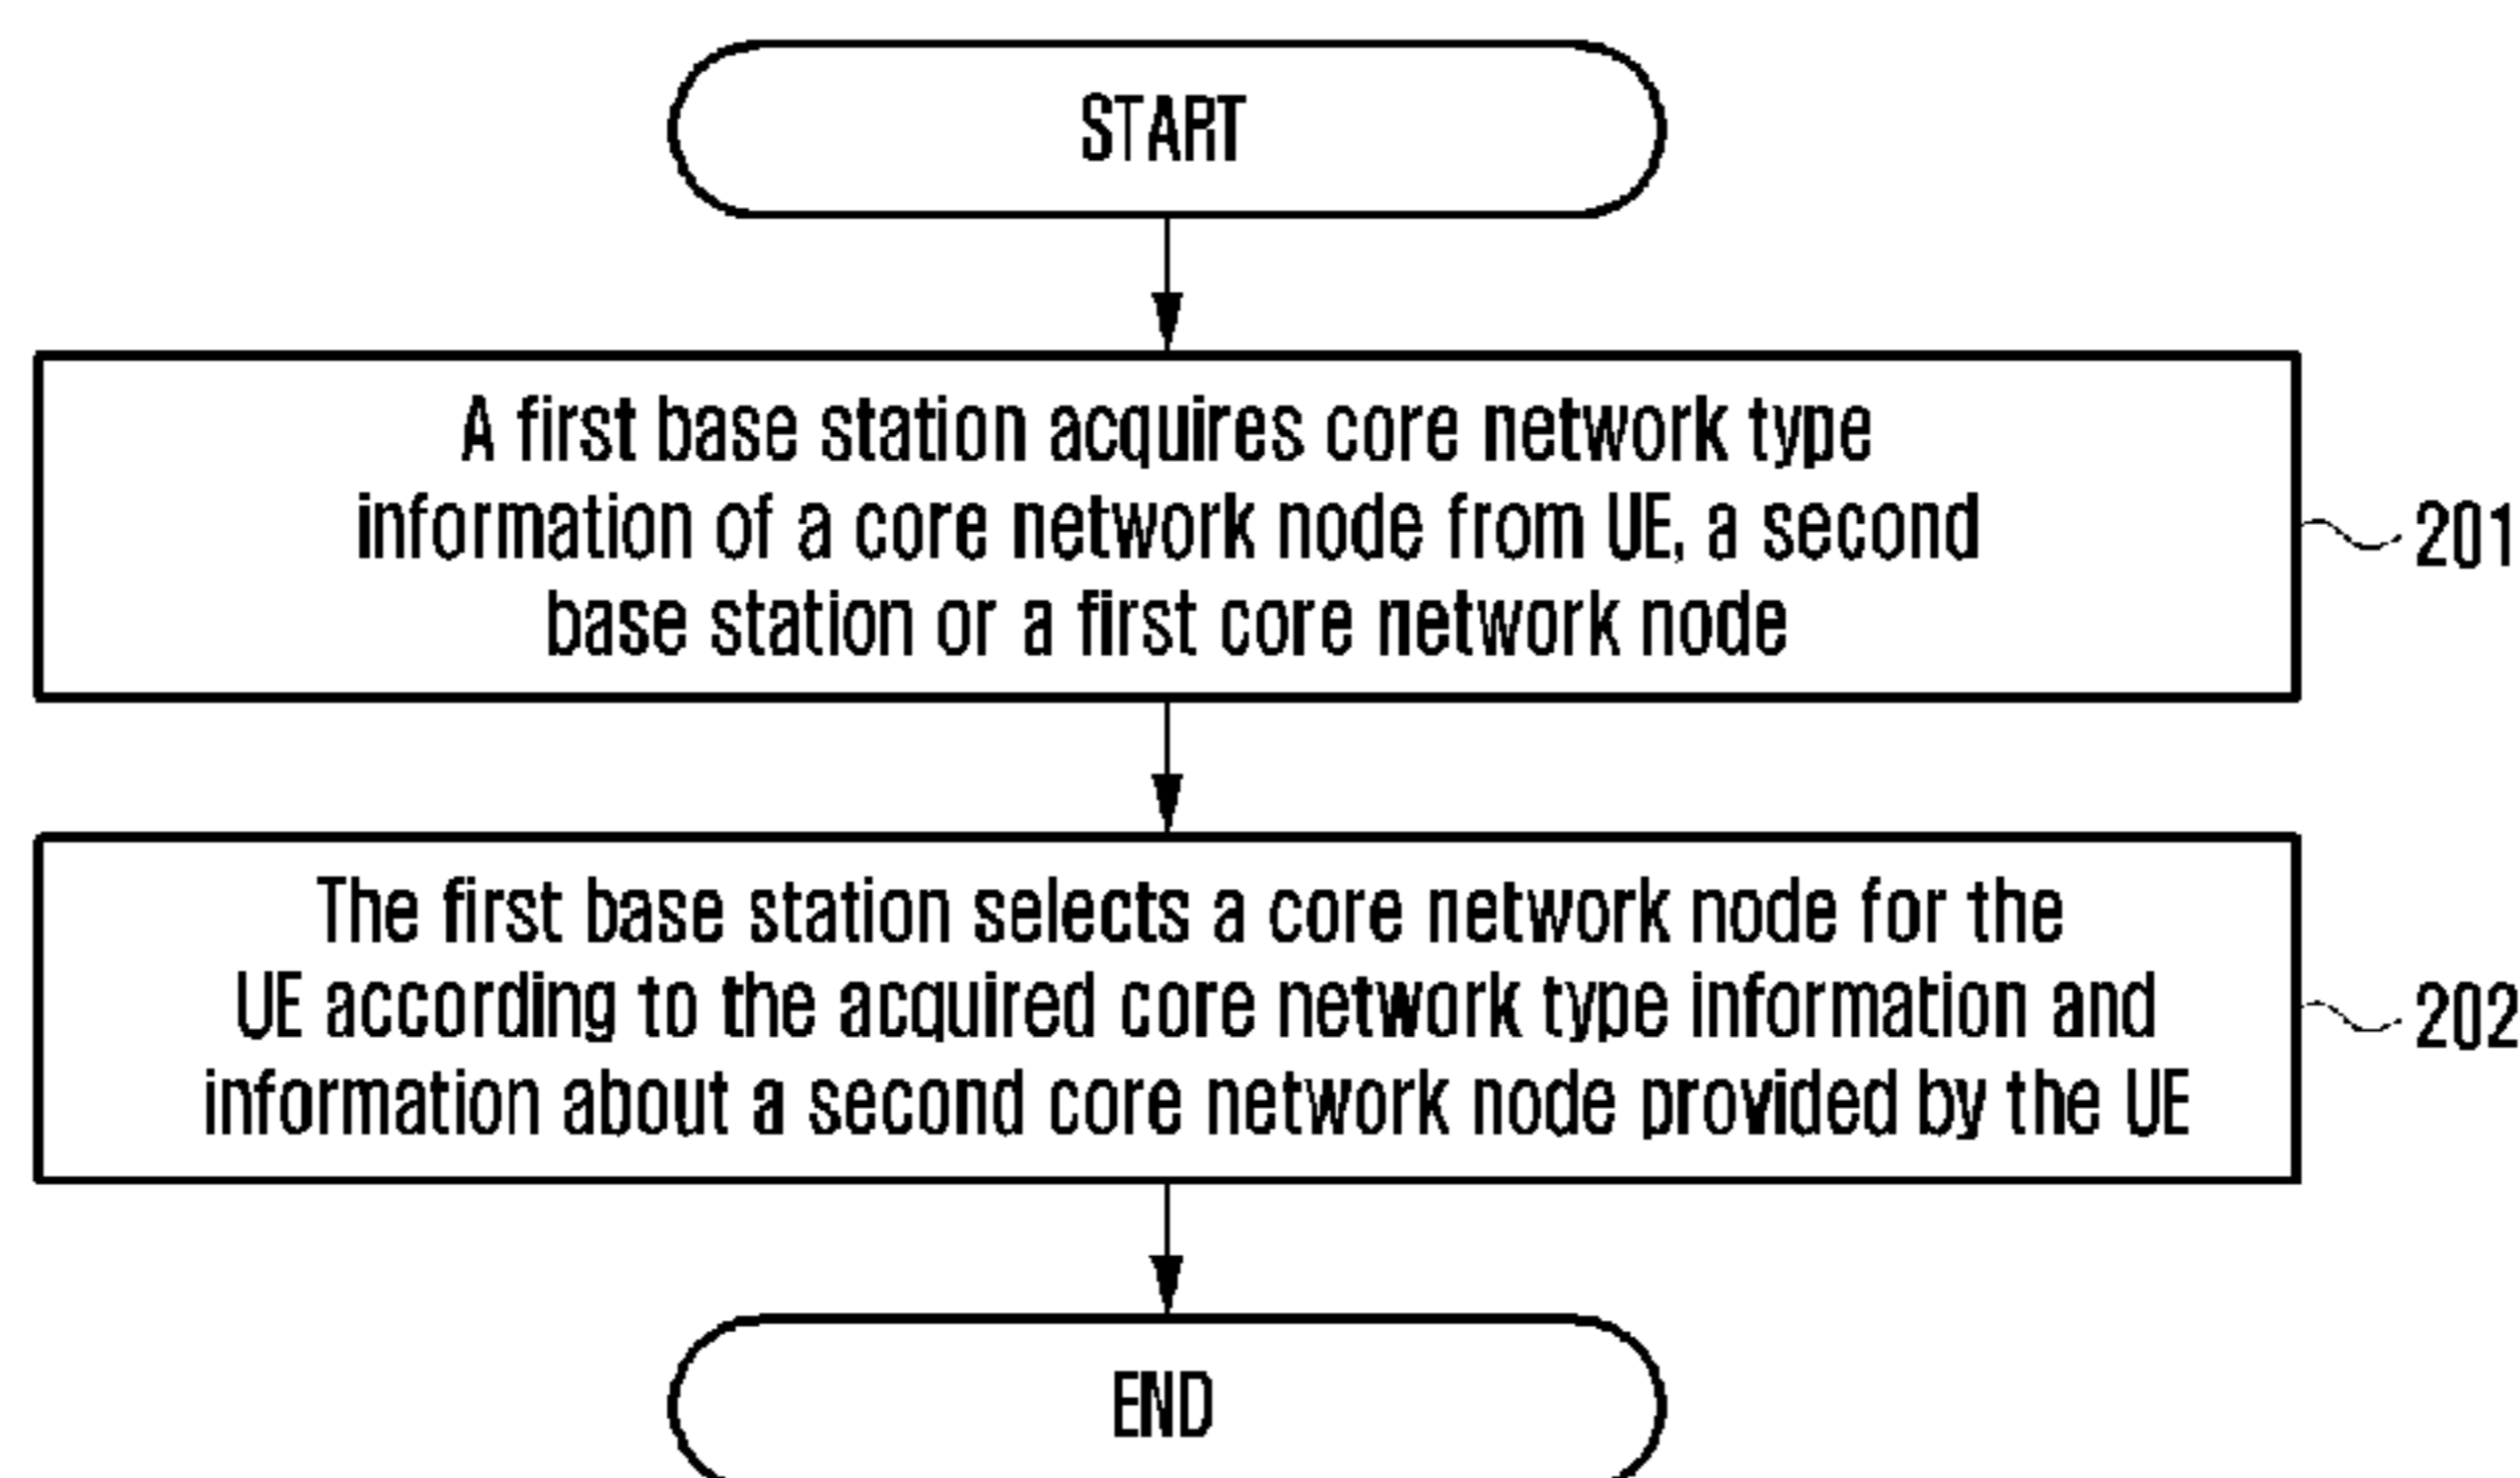 START
A first base station acquires core network type
information of a core network node from UE, a second
base station or a first core network node
201
The first base station selects a core network node for the
UE according to the acquired core network type information and
information about a second core network node provided by the UE
202
END